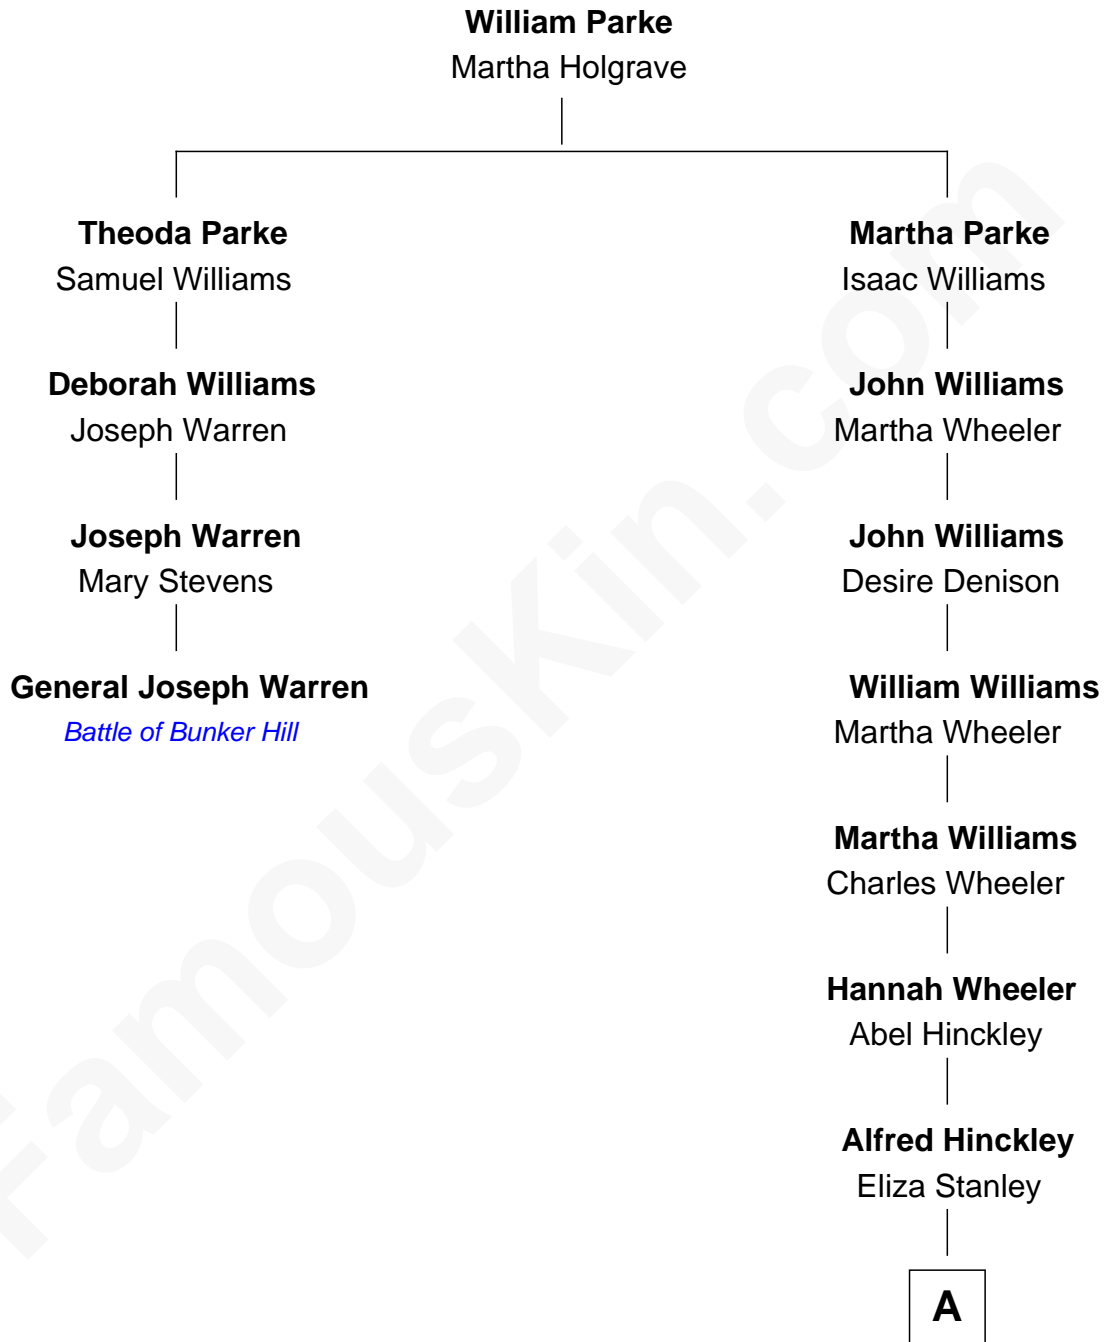 William Parke
Martha Holgrave
Theoda Parke
Samuel Williams
Martha Parke
Isaac Williams
Deborah Williams
Joseph Warren
John Williams
Martha Wheeler
Joseph Warren
Mary Stevens
John Williams
Desire Denison
General Joseph Warren
Battle of Bunker Hill
William Williams
Martha Wheeler
Martha Williams
Charles Wheeler
Hannah Wheeler
Abel Hinckley
Alfred Hinckley
Eliza Stanley
A
FamousKin.com